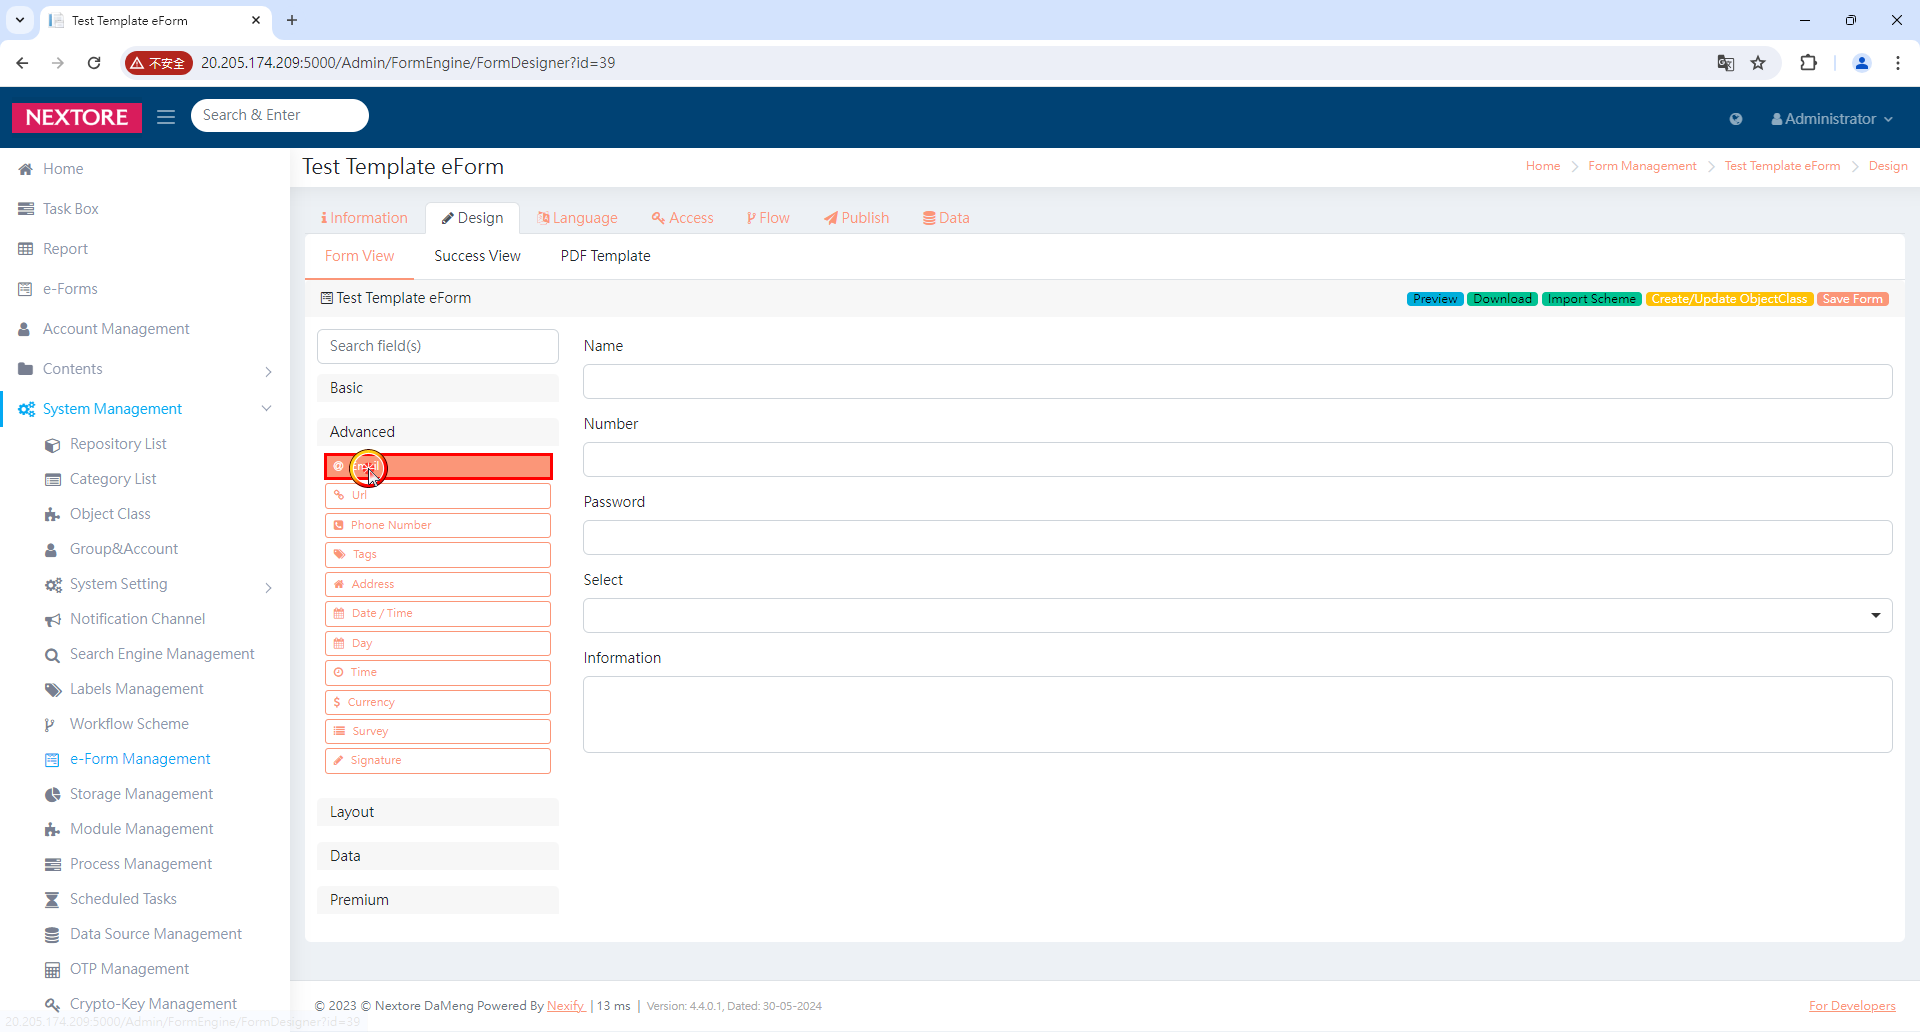 Test Template eForm
不安全
20.205.174.209:5000/Admin/FormEngine/FormDesigner?id=39
NEXTORE
Search & Enter
Administrator
Home
Task Box
Report
e-Forms
Account Management
Contents
System Management
Repository List
Category List
Object Class
Group&Account
System Setting
Notification Channel
Search Engine Management
Labels Management
Workflow Scheme
e-Form Management
Storage Management
Module Management
Process Management
Scheduled Tasks
Data Source Management
OTP Management
Crypto-Key Management
20.205.174.209:5000/Admin/FormEngine/FormDesigner?id=39
Test Template eForm
Home > Form Management > Test Template eForm > Design
Information
Design
Language
Access
Flow
Publish
Data
Form View
Success View
PDF Template
Test Template eForm
Preview
Download
Import Scheme
Create/Update ObjectClass
Save Form
Search field(s)
Basic
Advanced
Email
Url
Phone Number
Tags
Address
Date / Time
Day
Time
Currency
Survey
Signature
Layout
Data
Premium
Name
Number
Password
Select
Information
© 2023 © Nextore DaMeng Powered By Nexify | 13 ms | Version: 4.4.0.1, Dated: 30-05-2024
For Developers